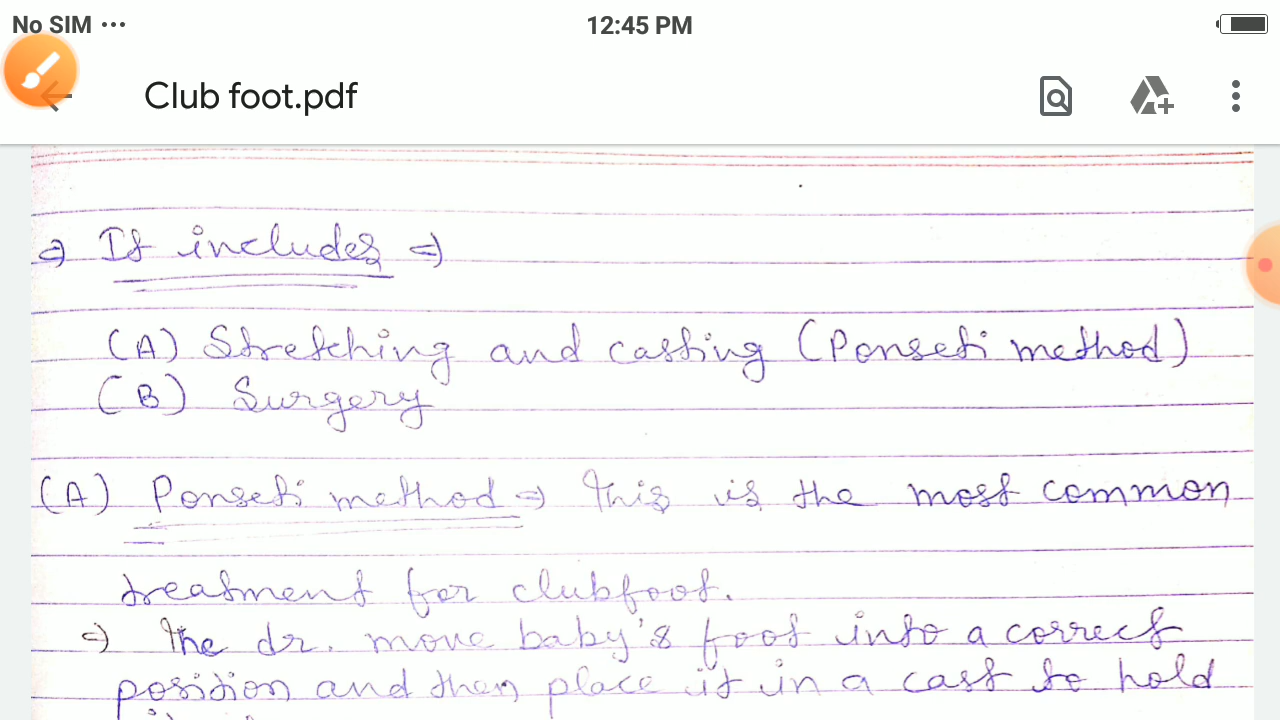 No SIM ...
12:45 PM
Club foot.pdf
⇒ It includes ⇒
(A) Stretching and casting (Ponseti method)
(B) Surgery
(A) Ponseti method ⇒ This is the most common
treatment for clubfoot.
⇒ The dr. move baby's foot into a correct
position and then place it in a cast to hold